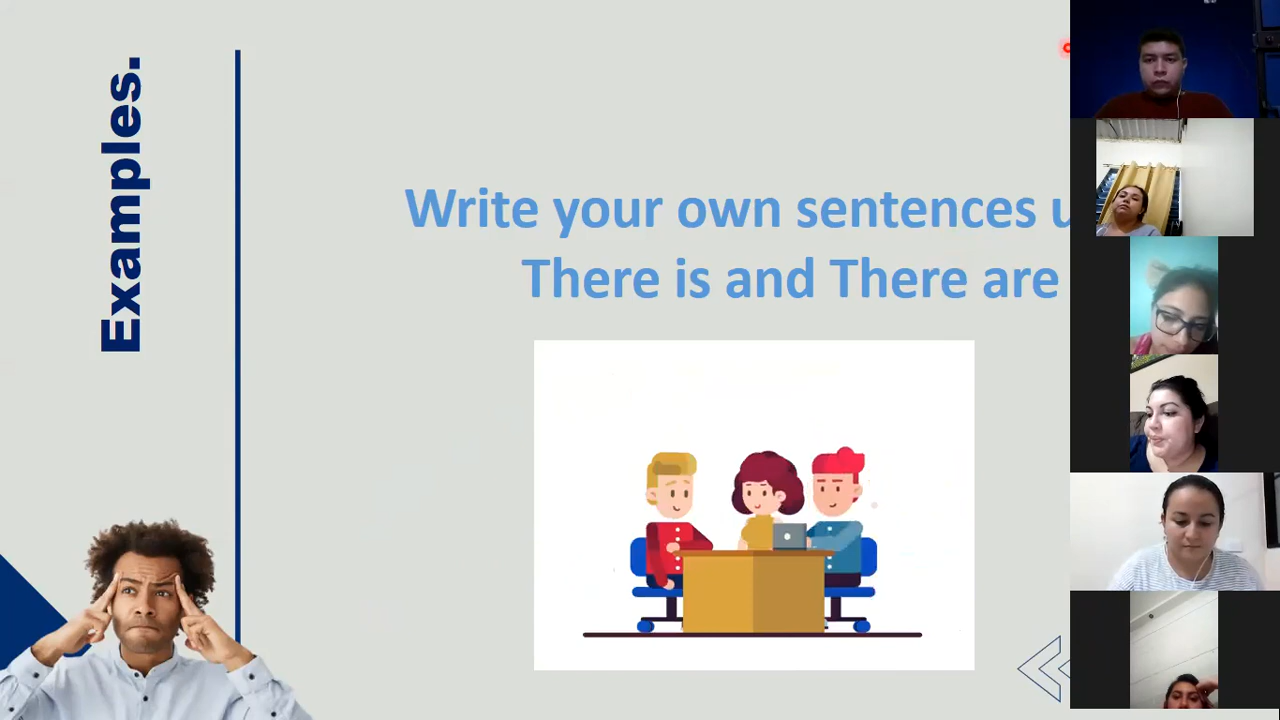 Examples.
Write your own sentences
There is and There are